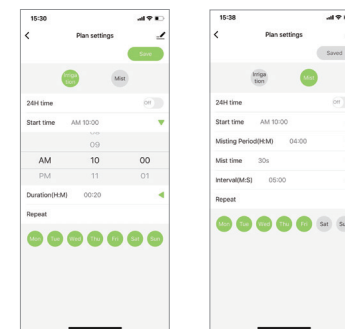 15:30
Plan settings
Save
Irriga
tion
Mist
24H time
Off
Start time AM 10:00
09
09
AM 10 00
PM 11 01
Duration(H:M) 00:20
Repeat
Mon Tue Wed Thu Fri Sat Sun
15:38
Plan settings
Saved
Irriga
tion
Mist
24H time
Off
Start time AM 10:00
Misting Period(H:M) 04:00
Mist time 30s
Interval(M:S) 05:00
Repeat
Mon Tue Wed Thu Fri Sat Su